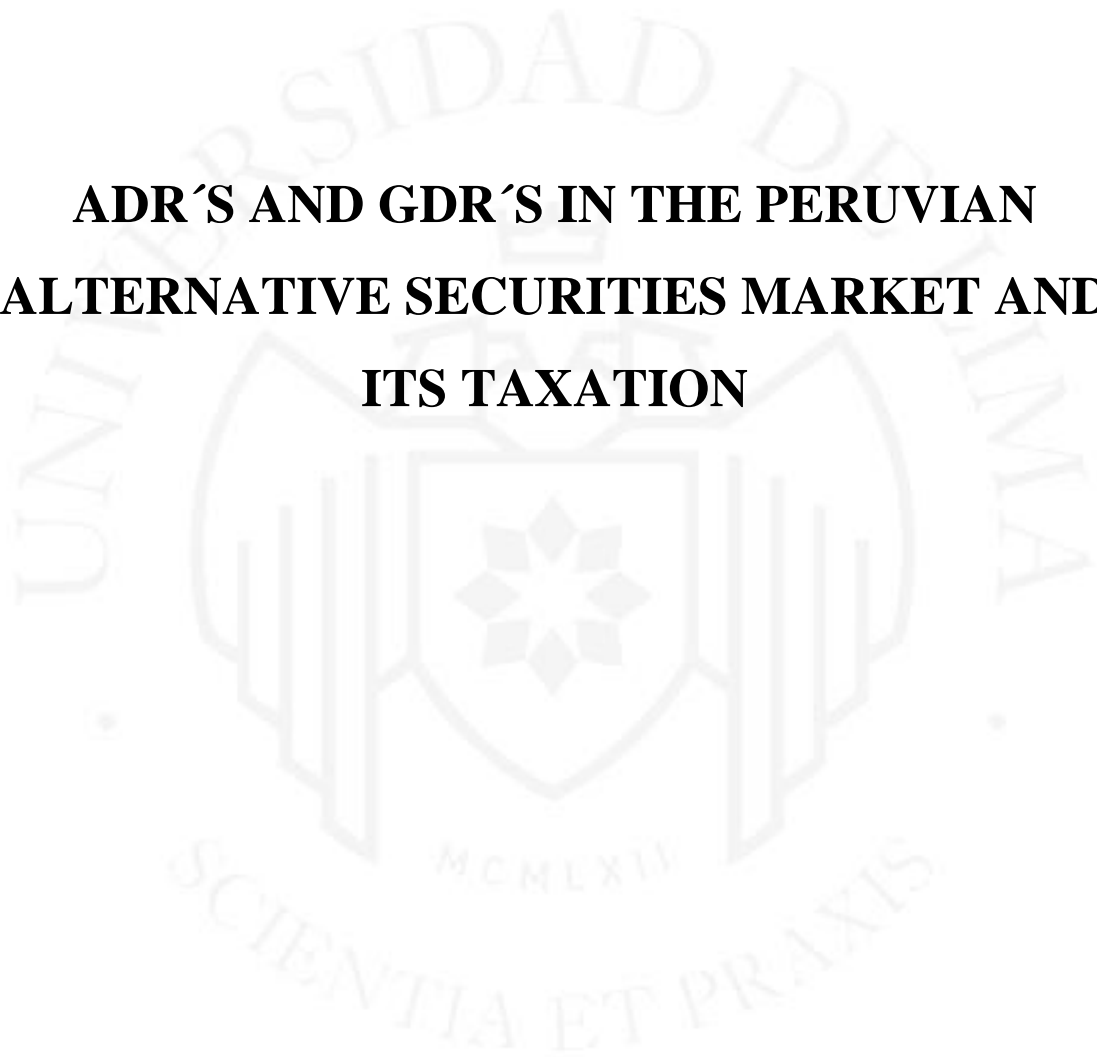 UNIVERSIDAD DE LIMA
ADR´S AND GDR´S IN THE PERUVIAN
ALTERNATIVE SECURITIES MARKET AND
ITS TAXATION
MCMLXII
SCIENTIA ET PRAXIS